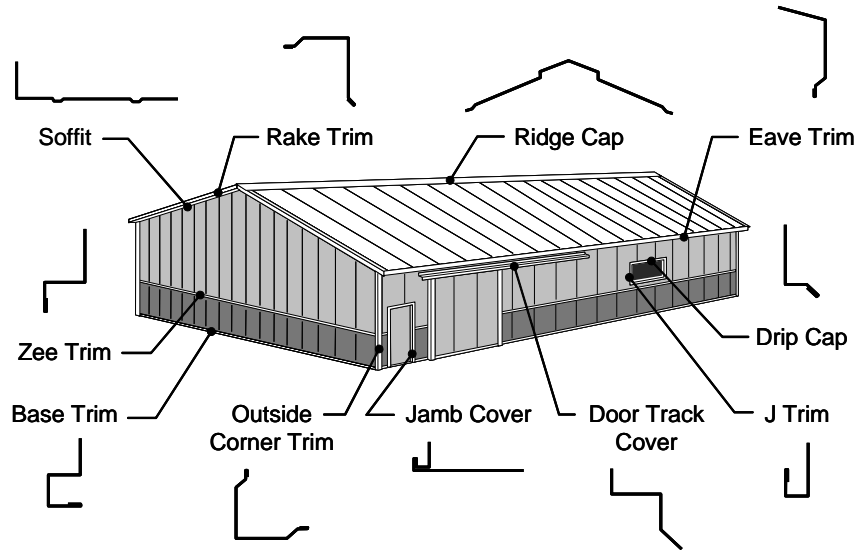 Soffit
Rake Trim
Ridge Cap
Eave Trim
Zee Trim
Drip Cap
Base Trim
Outside
Corner Trim
Jamb Cover
Door Track
Cover
J Trim